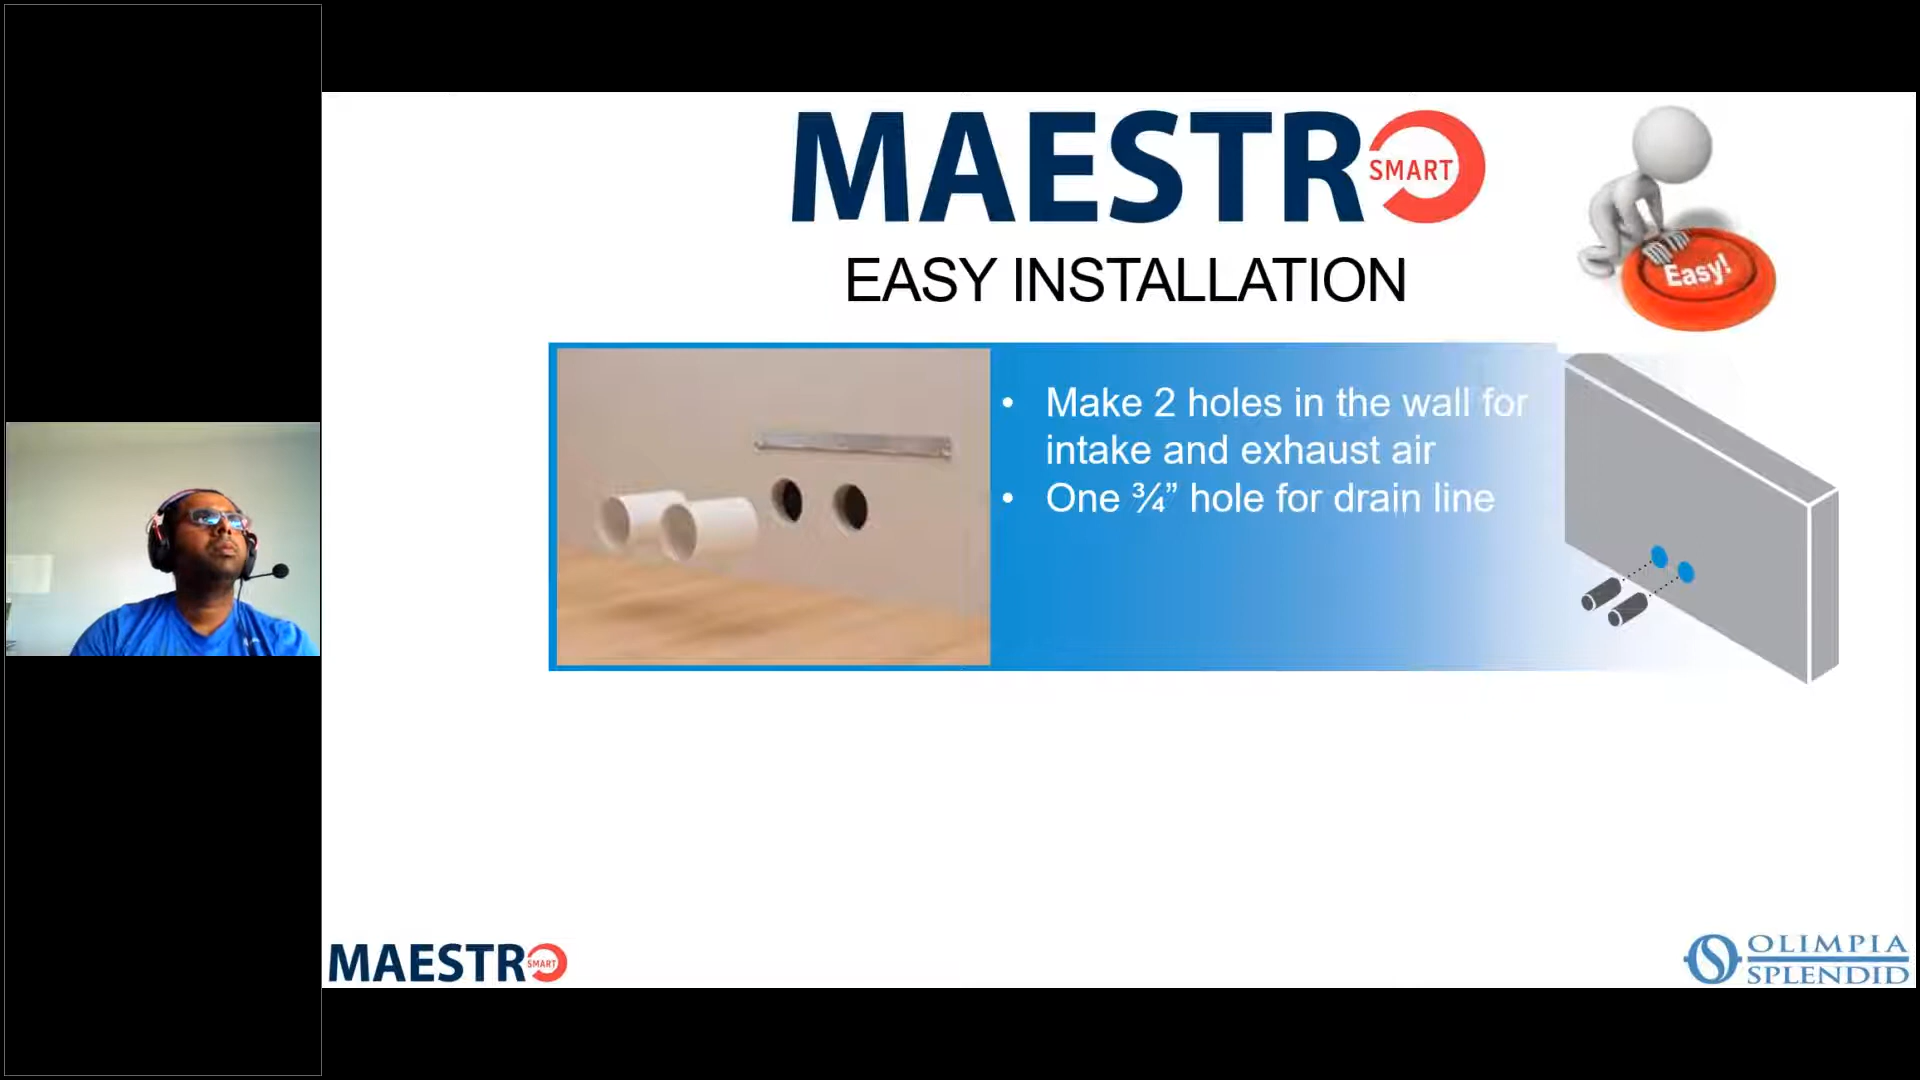 MAESTRO
SMART
EASY INSTALLATION
Easy!
• Make 2 holes in the wall for
intake and exhaust air
• One ¾” hole for drain line
MAESTRO
SMART
OLIMPIA
SPLENDID